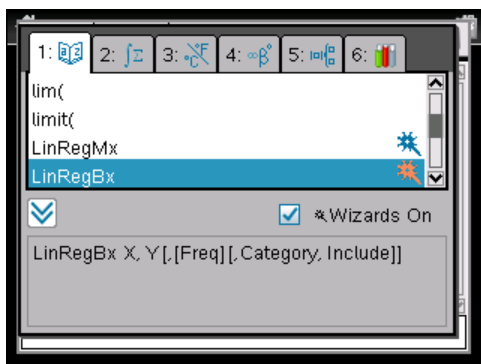 1: 2: ∫Σ 3: °C°F 4: ∞β° 5: 6:
lim(
limit(
LinRegMx
LinRegBx
Wizards On
LinRegBx X, Y[,[Freq][,Category, Include]]